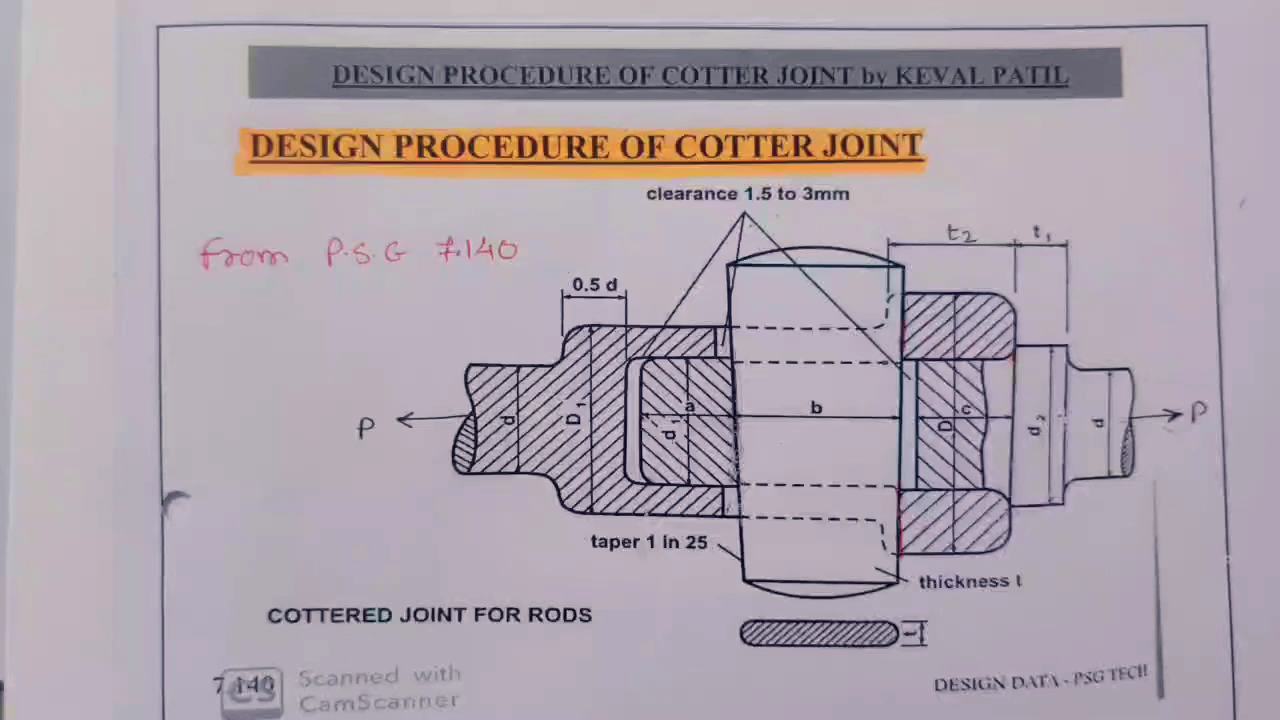 DESIGN PROCEDURE OF COTTER JOINT by KEVAL PATIL
DESIGN PROCEDURE OF COTTER JOINT
clearance 1.5 to 3mm
from P.S.G 7.140
t2 t1
0.5 d
P d D1 d1 a b D c d2 d P
taper 1 in 25
thickness t
COTTERED JOINT FOR RODS
t
7.140
CS
Scanned with
CamScanner
DESIGN DATA - PSG TECH